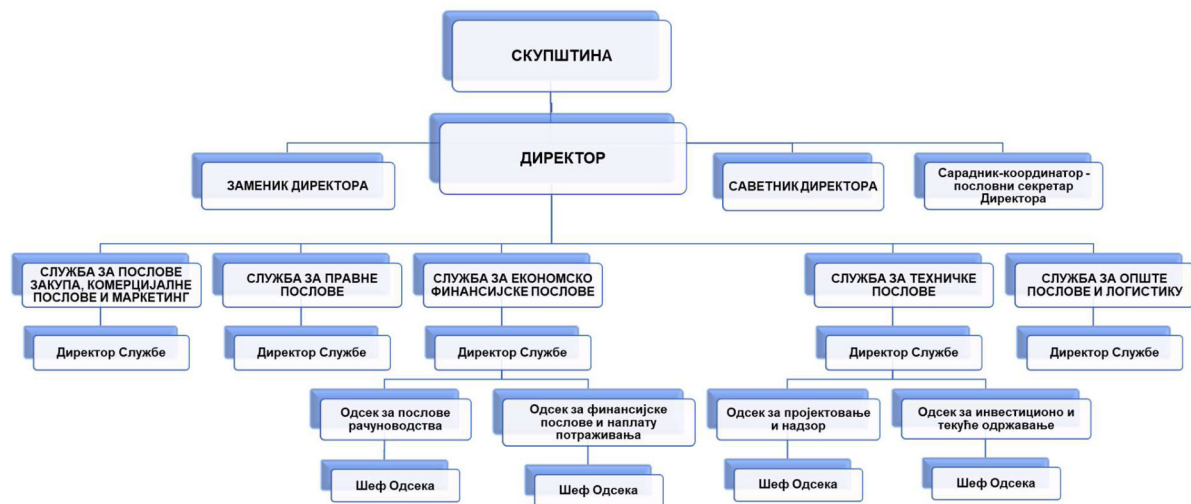 СКУПШТИНА
ДИРЕКТОР
ЗАМЕНИК ДИРЕКТОРА
САВЕТНИК ДИРЕКТОРА
Сарадник-координатор -
пословни секретар
Директора
СЛУЖБА ЗА ПОСЛОВЕ
ЗАКУПА, КОМЕРЦИЈАЛНЕ
ПОСЛОВЕ И МАРКЕТИНГ
СЛУЖБА ЗА ПРАВНЕ
ПОСЛОВЕ
СЛУЖБА ЗА ЕКОНОМСКО
ФИНАНСИЈСКЕ ПОСЛОВЕ
СЛУЖБА ЗА ТЕХНИЧКЕ
ПОСЛОВЕ
СЛУЖБА ЗА ОПШТЕ
ПОСЛОВЕ И ЛОГИСТИКУ
Директор Службе
Директор Службе
Директор Службе
Директор Службе
Директор Службе
Одсек за послове
рачуноводства
Одсек за финансијске
послове и наплату
потраживања
Одсек за пројектовање
и надзор
Одсек за инвестиционо и
текуће одржавање
Шеф Одсека
Шеф Одсека
Шеф Одсека
Шеф Одсека